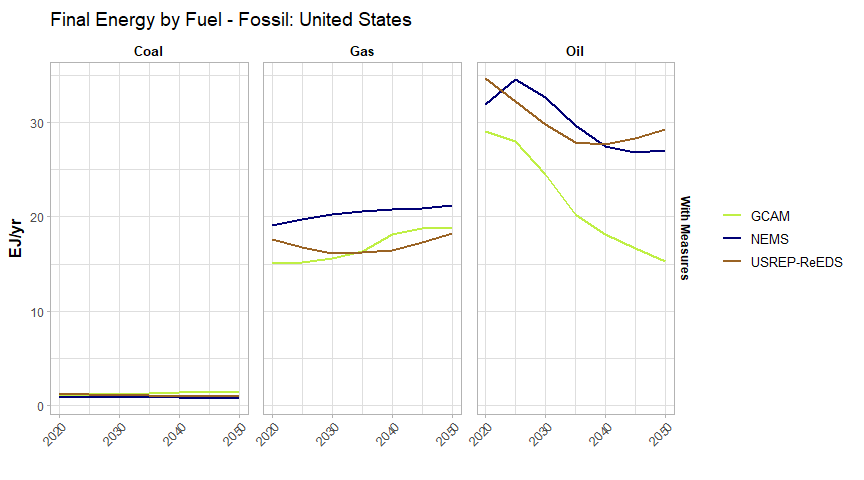 Final Energy by Fuel - Fossil: United States
Coal
Gas
Oil
EJ/yr
30
20
10
0
2020
2030
2040
2050
2020
2030
2040
2050
2020
2030
2040
2050
With Measures
GCAM
NEMS
USREP-ReEDS